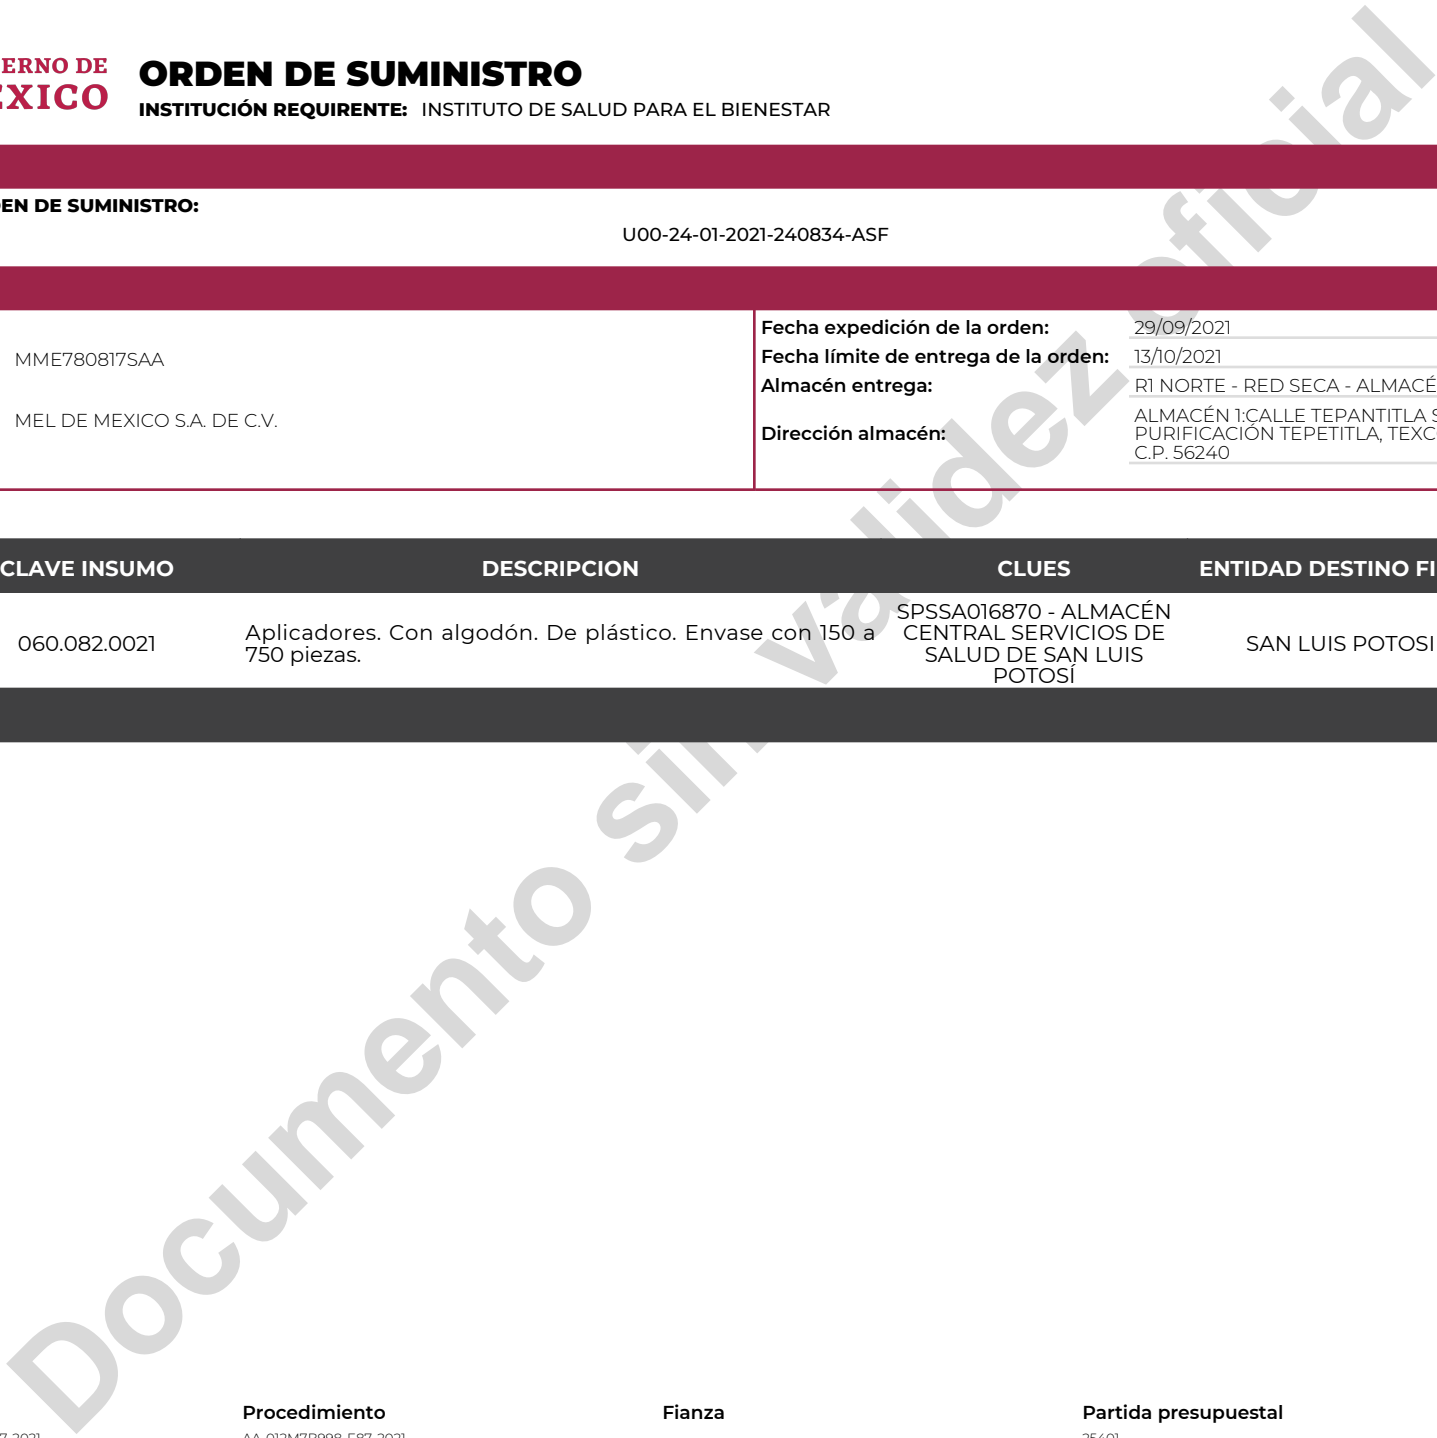 ERNO DE
EXICO
ORDEN DE SUMINISTRO
INSTITUCIÓN REQUIRENTE: INSTITUTO DE SALUD PARA EL BIENESTAR
EN DE SUMINISTRO:
U00-24-01-2021-240834-ASF
MME780817SAA
MEL DE MEXICO S.A. DE C.V.
Fecha expedición de la orden: 29/09/2021
Fecha límite de entrega de la orden: 13/10/2021
Almacén entrega: R1 NORTE - RED SECA - ALMACÉ
Dirección almacén:
ALMACÉN 1:CALLE TEPANTITLA S
PURIFICACIÓN TEPETITLA, TEXC
C.P. 56240
CLAVE INSUMO DESCRIPCION CLUES ENTIDAD DESTINO FI
060.082.0021
Aplicadores. Con algodón. De plástico. Envase con 150 a
750 piezas.
SPSSA016870 - ALMACÉN
CENTRAL SERVICIOS DE
SALUD DE SAN LUIS
POTOSÍ
SAN LUIS POTOSI
Documento sin validez oficial
Procedimiento Fianza Partida presupuestal